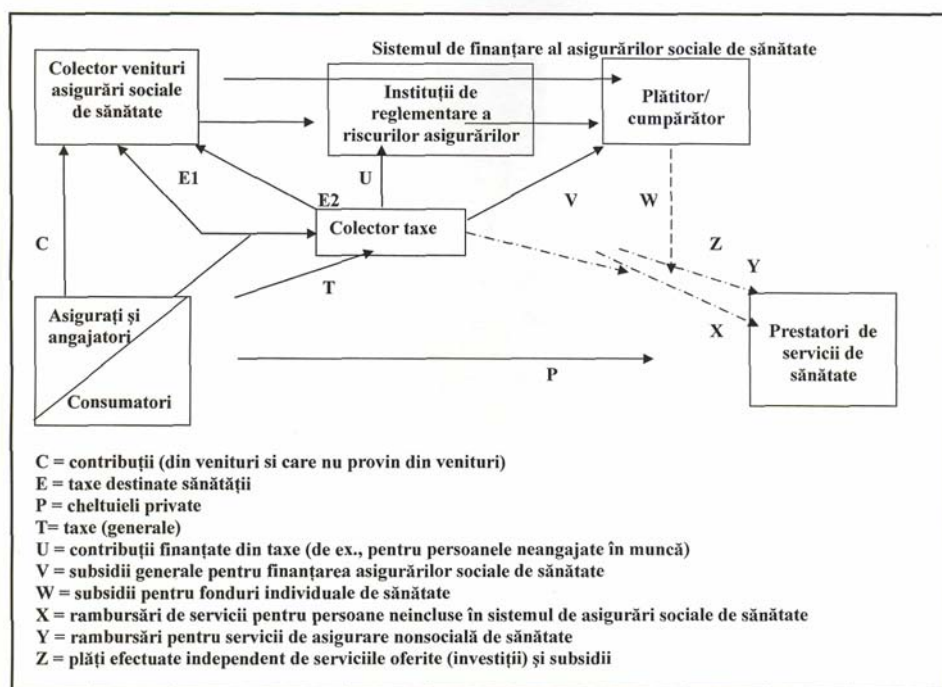 Sistemul de finanțare al asigurărilor sociale de sănătate
Colector venituri
asigurări sociale
de sănătate
Instituții de
reglementare a
riscurilor asigurărilor
Plătitor/
cumpărător
E1
E2
U
V
W
Colector taxe
C
T
Z
Y
X
Asigurați și
angajatori
Consumatori
P
Prestatori de
servicii de
sănătate
C = contribuții (din venituri si care nu provin din venituri)
E = taxe destinate sănătății
P = cheltuieli private
T= taxe (generale)
U = contribuții finanțate din taxe (de ex., pentru persoanele neangajate în muncă)
V = subsidii generale pentru finanțarea asigurărilor sociale de sănătate
W = subsidii pentru fonduri individuale de sănătate
X = rambursări de servicii pentru persoane neincluse în sistemul de asigurări sociale de sănătate
Y = rambursări pentru servicii de asigurare nonsocială de sănătate
Z = plăți efectuate independent de serviciile oferite (investiții) și subsidii